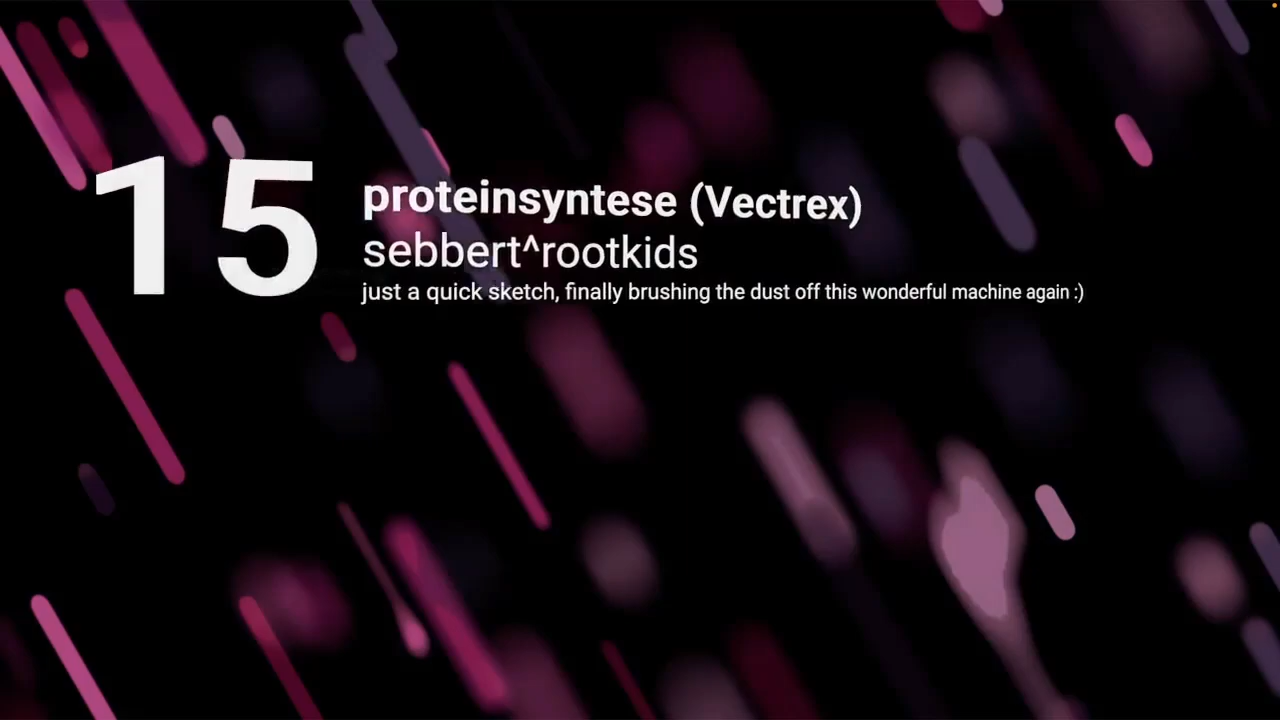 15
proteinsyntese (Vectrex)
sebbert^rootkids
just a quick sketch, finally brushing the dust off this wonderful machine again :)